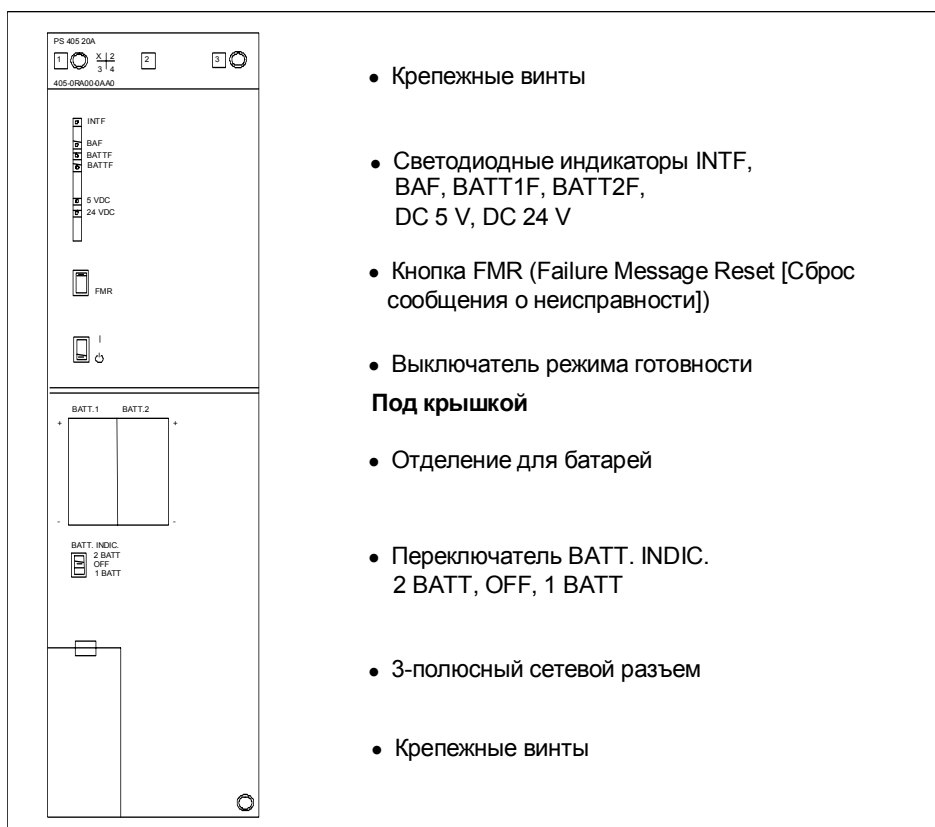 PS 405 20A
1 X 2 2 3
3 4
405-0RA00-0AA0
INTF
BAF
BATTF
BATTF
5 VDC
24 VDC
FMR
I
BATT.1 BATT.2
+ +
- -
BATT. INDIC.
2 BATT
OFF
1 BATT
• Крепежные винты
• Светодиодные индикаторы INTF,
BAF, BATT1F, BATT2F,
DC 5 V, DC 24 V
• Кнопка FMR (Failure Message Reset [Сброс
сообщения о неисправности])
• Выключатель режима готовности
Под крышкой
• Отделение для батарей
• Переключатель BATT. INDIC.
2 BATT, OFF, 1 BATT
• 3-полюсный сетевой разъем
• Крепежные винты